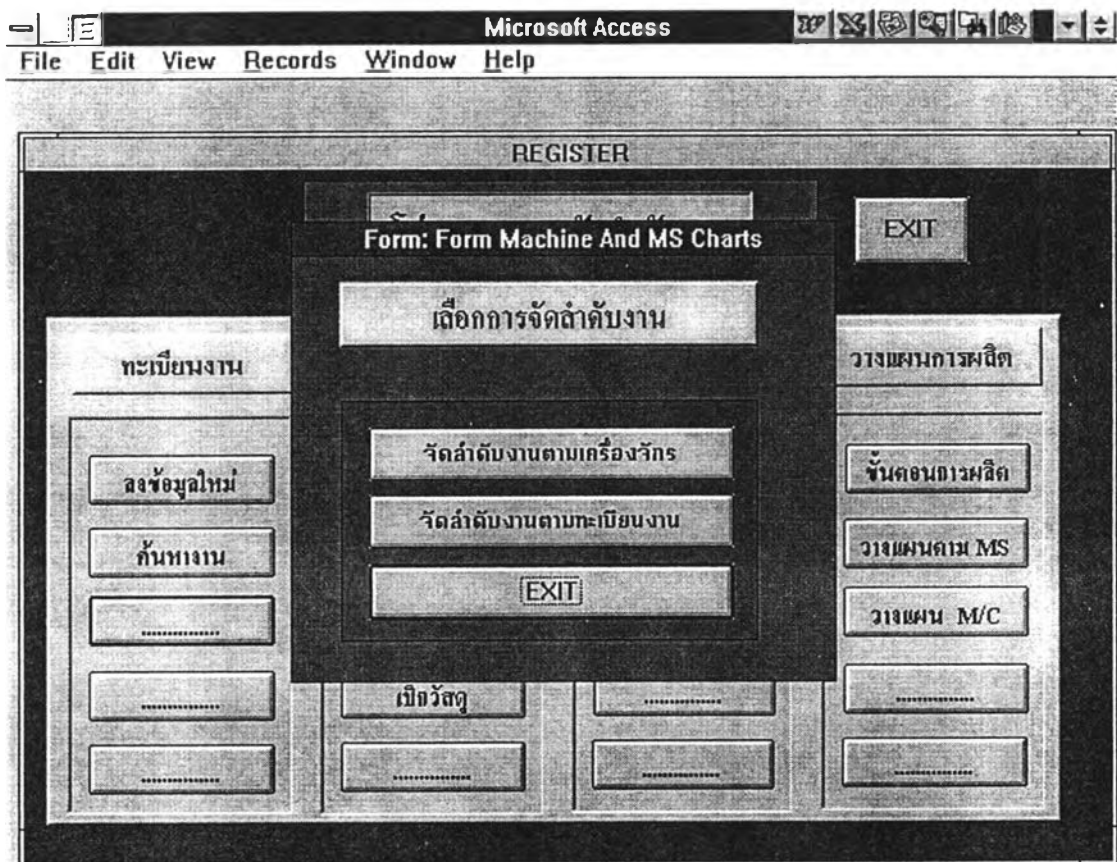 Microsoft Access
File Edit View Records Window Help
REGISTER
EXIT
Form: Form Machine And MS Charts
เลือกการจัดลำดับงาน
จัดลำดับงานตามเครื่องจักร
จัดลำดับงานตามทะเบียนงาน
EXIT
ทะเบียนงาน
ลงข้อมูลใหม่
ค้นหางาน
...............
...............
...............
เบิกวัสดุ
...............
...............
...............
วางแผนการผลิต
ขั้นตอนการผลิต
วางแผนตาม MS
วางแผน M/C
...............
...............